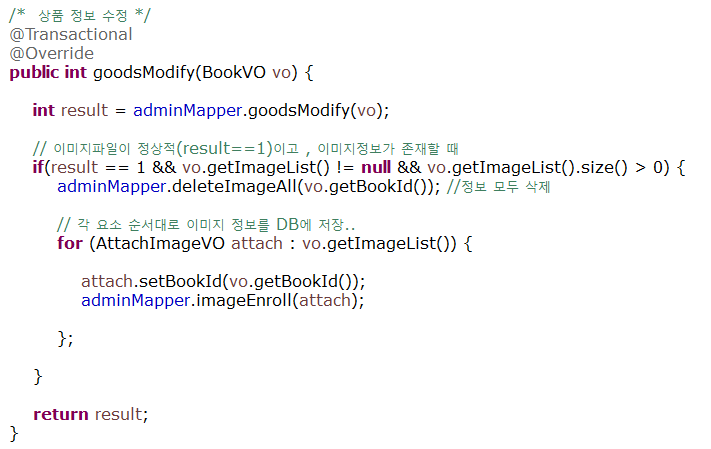 /*  상품 정보 수정 */
@Transactional
@Override
public int goodsModify(BookVO vo) {
int result = adminMapper.goodsModify(vo);
// 이미지파일이 정상적(result==1)이고 , 이미지정보가 존재할 때
if(result == 1 && vo.getImageList() != null && vo.getImageList().size() > 0) {
adminMapper.deleteImageAll(vo.getBookId()); //정보 모두 삭제
// 각 요소 순서대로 이미지 정보를 DB에 저장..
for (AttachImageVO attach : vo.getImageList()) {
attach.setBookId(vo.getBookId());
adminMapper.imageEnroll(attach);
};
}
return result;
}